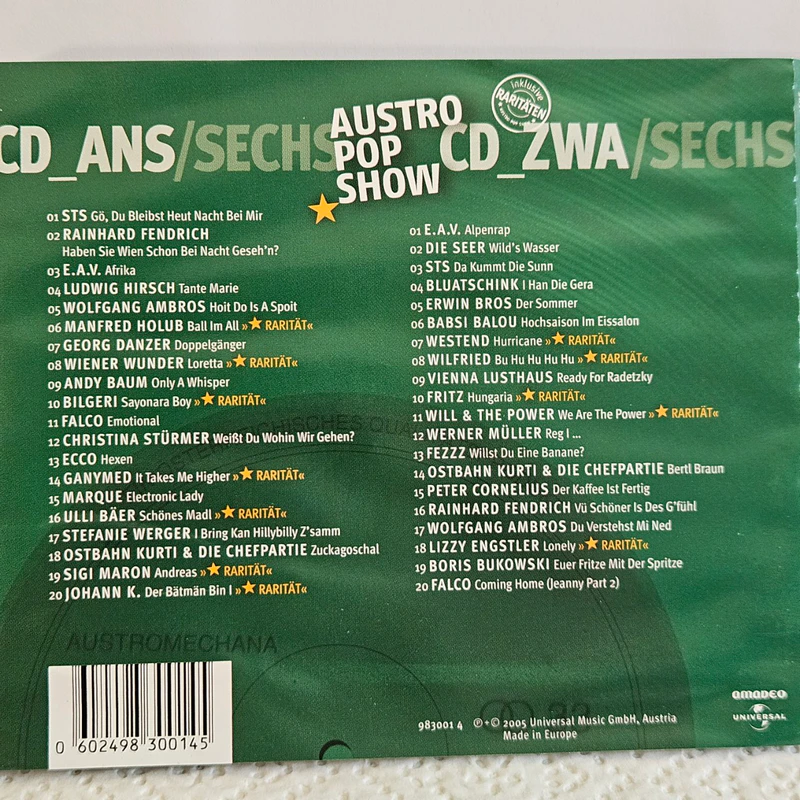 CD_ANS/SECHS
AUSTRO
POP
SHOW
inklusive
RARITÄTEN
CD_ZWA/SECHS
01 STS Gö, Du Bleibst Heut Nacht Bei Mir
02 RAINHARD FENDRICH
Haben Sie Wien Schon Bei Nacht Geseh'n?
03 E.A.V. Afrika
04 LUDWIG HIRSCH Tante Marie
05 WOLFGANG AMBROS Hoit Do Is A Spoit
06 MANFRED HOLUB Ball Im All »★ RARITÄT«
07 GEORG DANZER Doppelgänger
08 WIENER WUNDER Loretta »★ RARITÄT«
09 ANDY BAUM Only A Whisper
10 BILGERI Sayonara Boy »★ RARITÄT«
11 FALCO Emotional
12 CHRISTINA STÜRMER Weißt Du Wohin Wir Gehen?
13 ECCO Hexen
14 GANYMED It Takes Me Higher »★ RARITÄT«
15 MARQUE Electronic Lady
16 ULLI BÄER Schönes Madl »★ RARITÄT«
17 STEFANIE WERGER I Bring Kan Hillybilly Z'samm
18 OSTBAHN KURTI & DIE CHEFPARTIE Zuckagoschal
19 SIGI MARON Andreas »★ RARITÄT«
20 JOHANN K. Der Bätmän Bin I »★ RARITÄT«
01 E.A.V. Alpenrap
02 DIE SEER Wild's Wasser
03 STS Da Kummt Die Sunn
04 BLUATSCHINK I Han Die Gera
05 ERWIN BROS Der Sommer
06 BABSI BALOU Hochsaison Im Eissalon
07 WESTEND Hurricane »★ RARITÄT«
08 WILFRIED Bu Hu Hu Hu Hu »★ RARITÄT«
09 VIENNA LUSTHAUS Ready For Radetzky
10 FRITZ Hungaria »★ RARITÄT«
11 WILL & THE POWER We Are The Power »★ RARITÄT«
12 WERNER MÜLLER Reg I ...
13 FEZZZ Willst Du Eine Banane?
14 OSTBAHN KURTI & DIE CHEFPARTIE Bertl Braun
15 PETER CORNELIUS Der Kaffee Ist Fertig
16 RAINHARD FENDRICH Vü Schöner Is Des G'fühl
17 WOLFGANG AMBROS Du Verstehst Mi Ned
18 LIZZY ENGSTLER Lonely »★ RARITÄT«
19 BORIS BUKOWSKI Euer Fritze Mit Der Spritze
20 FALCO Coming Home (Jeanny Part 2)
AUSTROMECHANA
0 602498 300145
983001 4 ℗+© 2005 Universal Music GmbH, Austria
Made in Europe
amadeo
UNIVERSAL